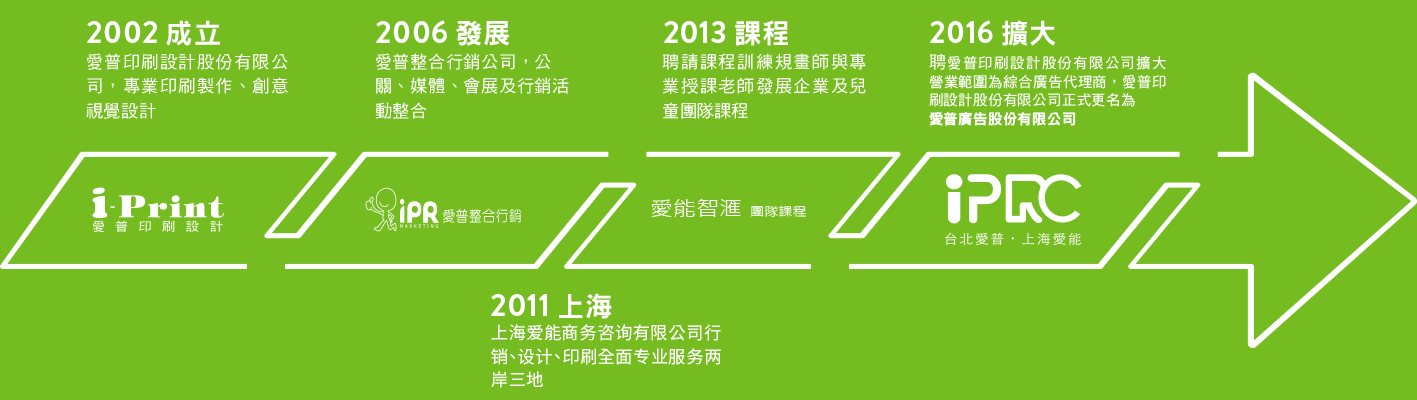 2002 成立
愛普印刷設計股份有限公
司，專業印刷製作、創意
視覺設計
2006 發展
愛普整合行銷公司，公
關、媒體、會展及行銷活
動整合
2013 課程
聘請課程訓練規畫師與專
業授課老師發展企業及兒
童團隊課程
2016 擴大
聘愛普印刷設計股份有限公司擴大
營業範圍為綜合廣告代理商，愛普印
刷設計股份有限公司正式更名為
愛普廣告股份有限公司
i-Print
愛普印刷設計
iPR 愛普整合行銷
MARKETING
愛能智滙 團隊課程
iPRC
台北愛普·上海愛能
2011 上海
上海爱能商务咨询有限公司行
销、设计、印刷全面专业服务两
岸三地